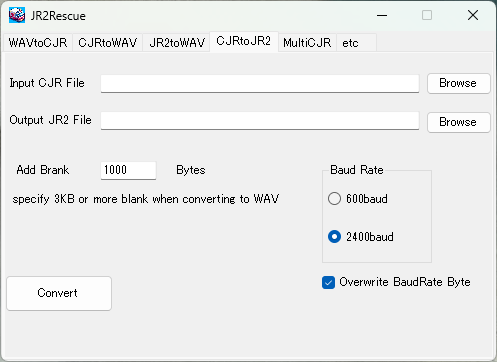 JR2Rescue
WAVtoCJR CJRtoWAV JR2toWAV CJRtoJR2 MultiCJR etc
Input CJR File Browse
Output JR2 File Browse
Add Brank 1000 Bytes
specify 3KB or more blank when converting to WAV
Baud Rate
600baud
2400baud
Overwrite BaudRate Byte
Convert